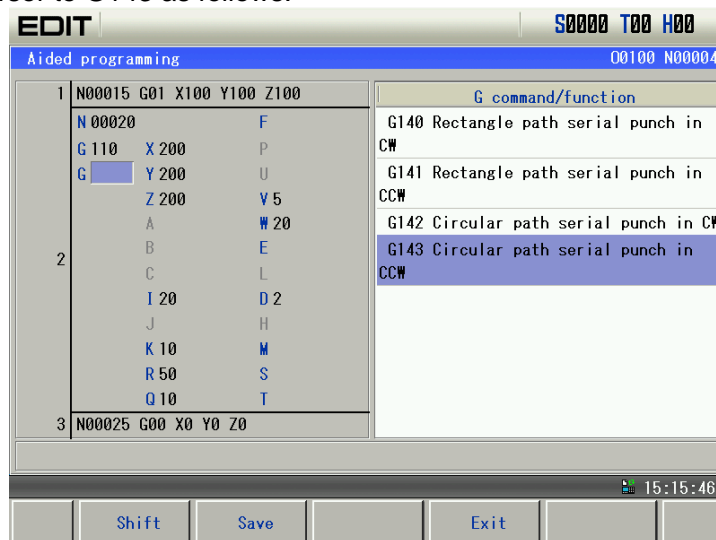 EDIT S0000 T00 H00
Aided programming O0100 N00004
1 N00015 G01 X100 Y100 Z100
N 00020 F
G 110 X 200 P
G Y 200 U
Z 200 V 5
A W 20
2 B E
C L
I 20 D 2
J H
K 10 M
R 50 S
Q 10 T
3 N00025 G00 X0 Y0 Z0
G command/function
G140 Rectangle path serial punch in
CW
G141 Rectangle path serial punch in
CCW
G142 Circular path serial punch in CW
G143 Circular path serial punch in
CCW
15:15:46
Shift Save Exit